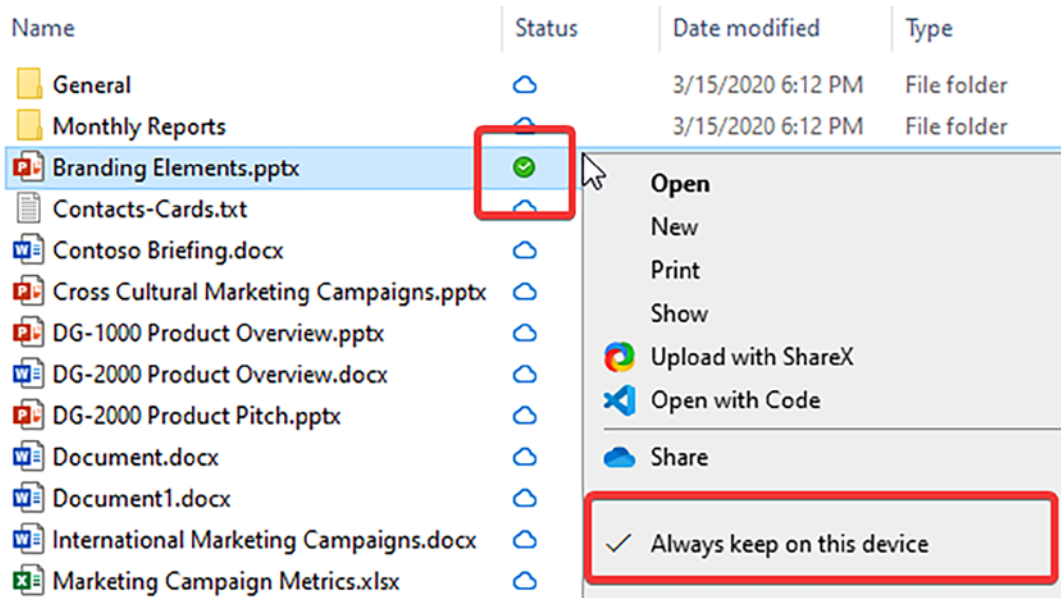 Name Status Date modified Type
General 3/15/2020 6:12 PM File folder
Monthly Reports 3/15/2020 6:12 PM File folder
Branding Elements.pptx
Contacts-Cards.txt
Contoso Briefing.docx
Cross Cultural Marketing Campaigns.pptx
DG-1000 Product Overview.pptx
DG-2000 Product Overview.docx
DG-2000 Product Pitch.pptx
Document.docx
Document1.docx
International Marketing Campaigns.docx
Marketing Campaign Metrics.xlsx
Open
New
Print
Show
Upload with ShareX
Open with Code
Share
Always keep on this device